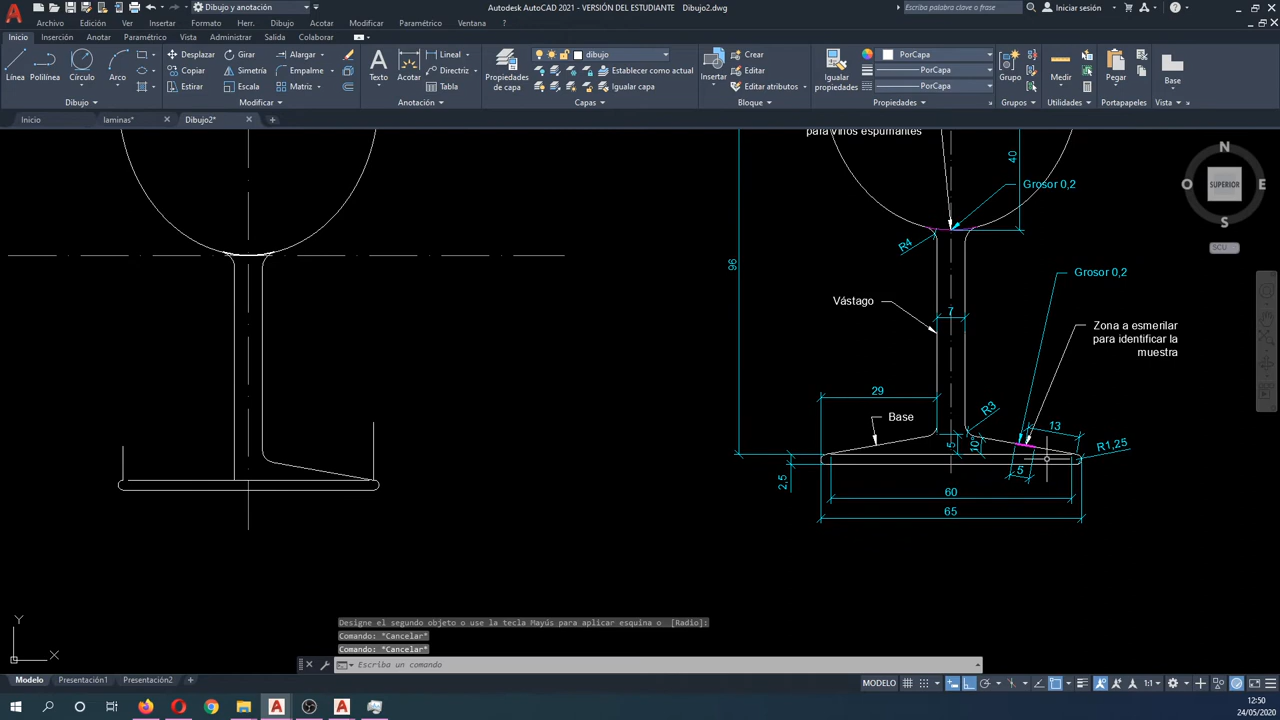 Dibujo y anotación
Autodesk AutoCAD 2021 - VERSIÓN DEL ESTUDIANTE Dibujo2.dwg
Escriba palabra clave o frase
Iniciar sesión
Archivo Edición Ver Insertar Formato Herr. Dibujo Acotar Modificar Paramétrico Ventana
Inicio Inserción Anotar Paramétrico Vista Administrar Salida Colaborar
Línea Polilínea Círculo Arco
Desplazar Girar Alargar
Copiar Simetría Empalme
Estirar Escala Matriz
Texto Acotar
Lineal
Directriz
Tabla
Propiedades de capa
dibujo
Establecer como actual
Igualar capa
Insertar
Crear
Editar
Editar atributos
Igualar propiedades
PorCapa
PorCapa
PorCapa
Grupo
Medir
Pegar
Base
Dibujo Modificar Anotación Capas Bloque Propiedades Grupos Utilidades Portapapeles Vista
Inicio laminas* Dibujo2*
para vinos espumantes
40
Grosor 0,2
R4
96
Grosor 0,2
Vástago
7
Zona a esmerilar
para identificar la
muestra
29
Base
R3
13
5
10°
R1,25
2,5
5
60
65
N
O SUPERIOR E
S
SCU
Y
X
Designe el segundo objeto o use la tecla Mayús para aplicar esquina o [Radio]:
Comando: *Cancelar*
Comando: *Cancelar*
Escriba un comando
Modelo Presentación1 Presentación2
MODELO
1:1
12:50
24/05/2020